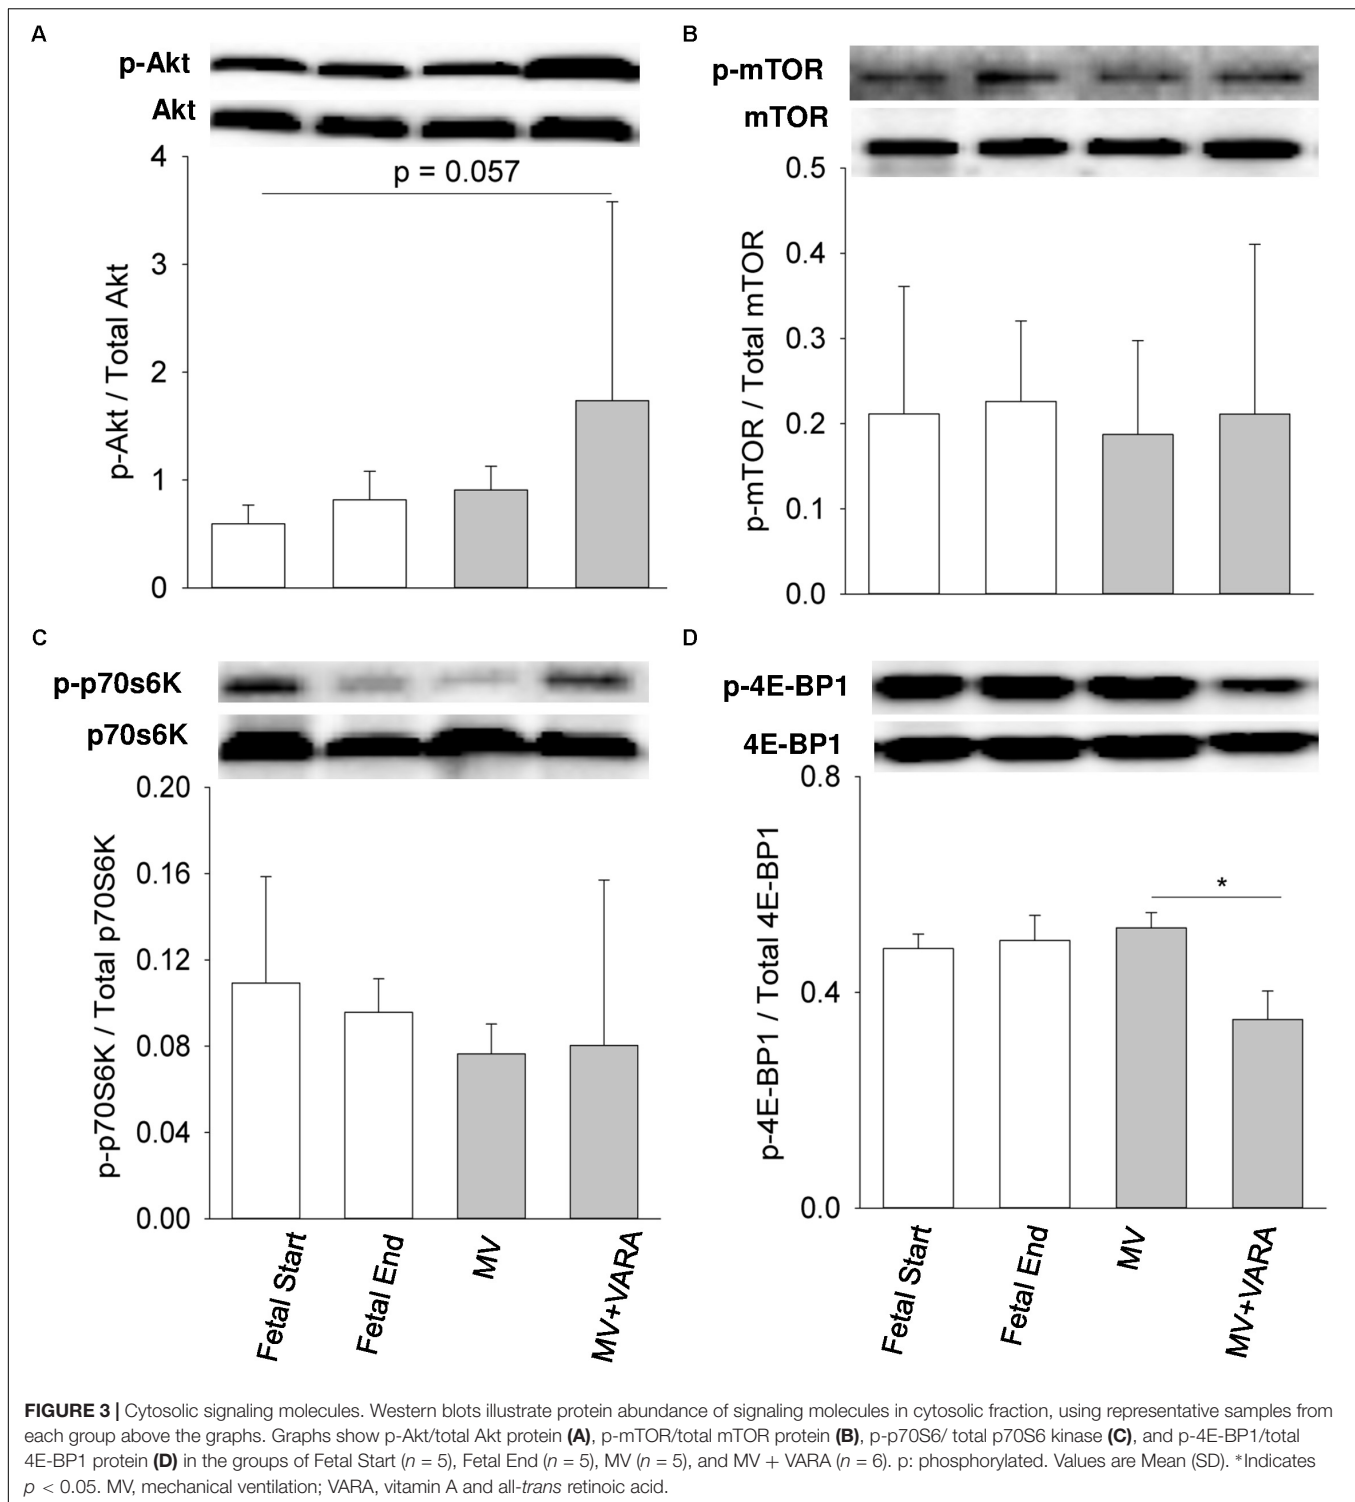 A
p-Akt
Akt
4
p = 0.057
3
2
1
0
p-Akt / Total Akt
B
p-mTOR
mTOR
0.5
0.4
0.3
0.2
0.1
0.0
p-mTOR / Total mTOR
C
p-p70s6K
p70s6K
0.20
0.16
0.12
0.08
0.04
0.00
p-p70S6K / Total p70S6K
Fetal Start
Fetal End
MV
MV+VARA
D
p-4E-BP1
4E-BP1
0.8
*
0.4
0.0
p-4E-BP1 / Total 4E-BP1
Fetal Start
Fetal End
MV
MV+VARA
FIGURE 3 | Cytosolic signaling molecules. Western blots illustrate protein abundance of signaling molecules in cytosolic fraction, using representative samples from
each group above the graphs. Graphs show p-Akt/total Akt protein (A), p-mTOR/total mTOR protein (B), p-p70S6/ total p70S6 kinase (C), and p-4E-BP1/total
4E-BP1 protein (D) in the groups of Fetal Start (n = 5), Fetal End (n = 5), MV (n = 5), and MV + VARA (n = 6). p: phosphorylated. Values are Mean (SD). *Indicates
p < 0.05. MV, mechanical ventilation; VARA, vitamin A and all-trans retinoic acid.